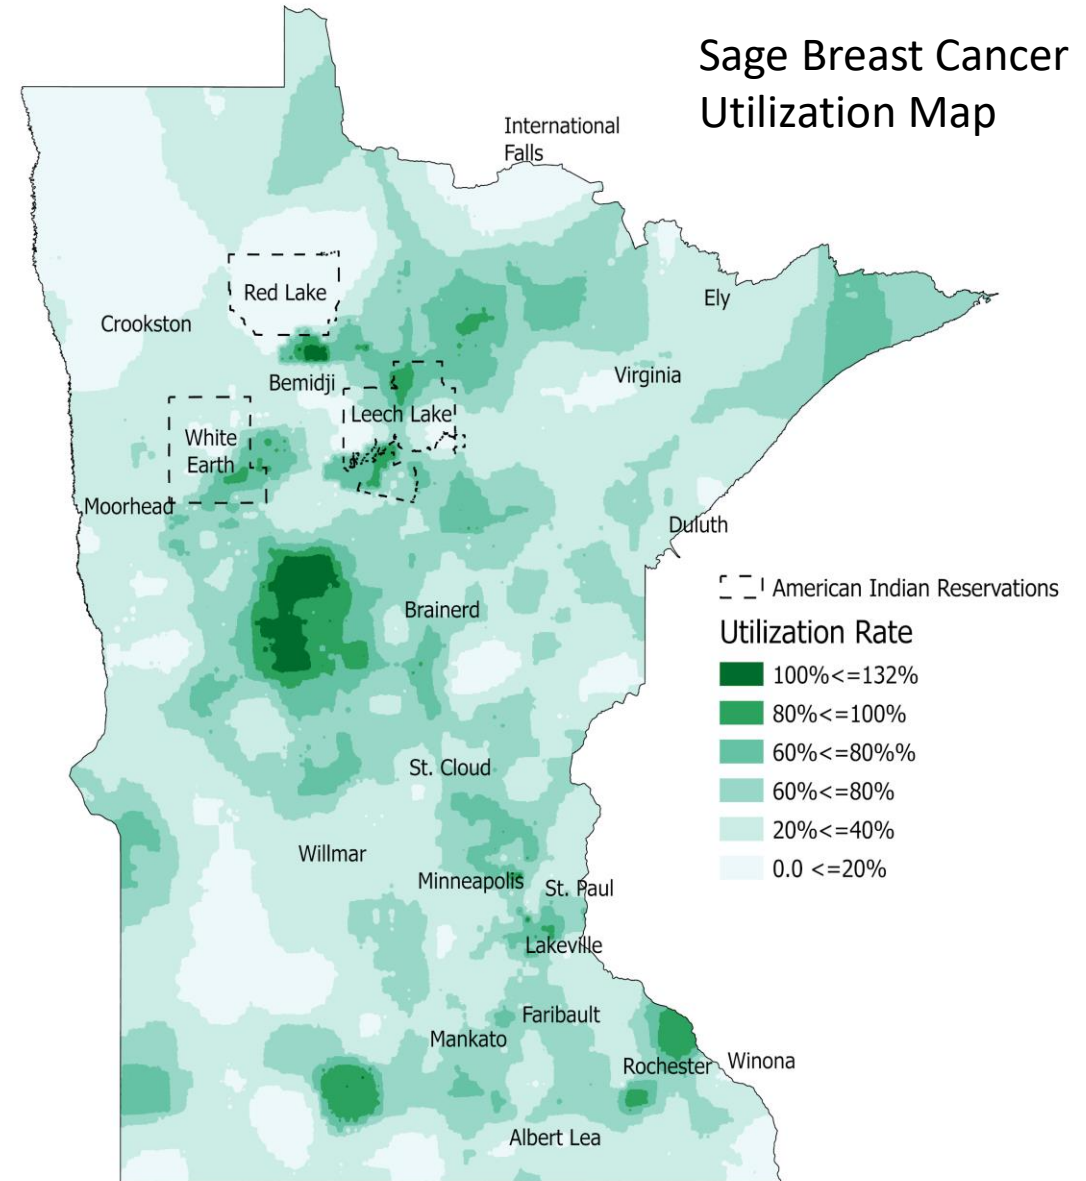 Sage Breast Cancer
Utilization Map
International
Falls
Red Lake
Ely
Crookston
Bemidji
Virginia
Leech Lake
White
Earth
Moorhead
Duluth
American Indian Reservations
Brainerd
Utilization Rate
100%<=132%
80%<=100%
60%<=80%%
60%<=80%
20%<=40%
0.0 <=20%
St. Cloud
Willmar
Minneapolis
St. Paul
Lakeville
Faribault
Mankato
Rochester
Winona
Albert Lea